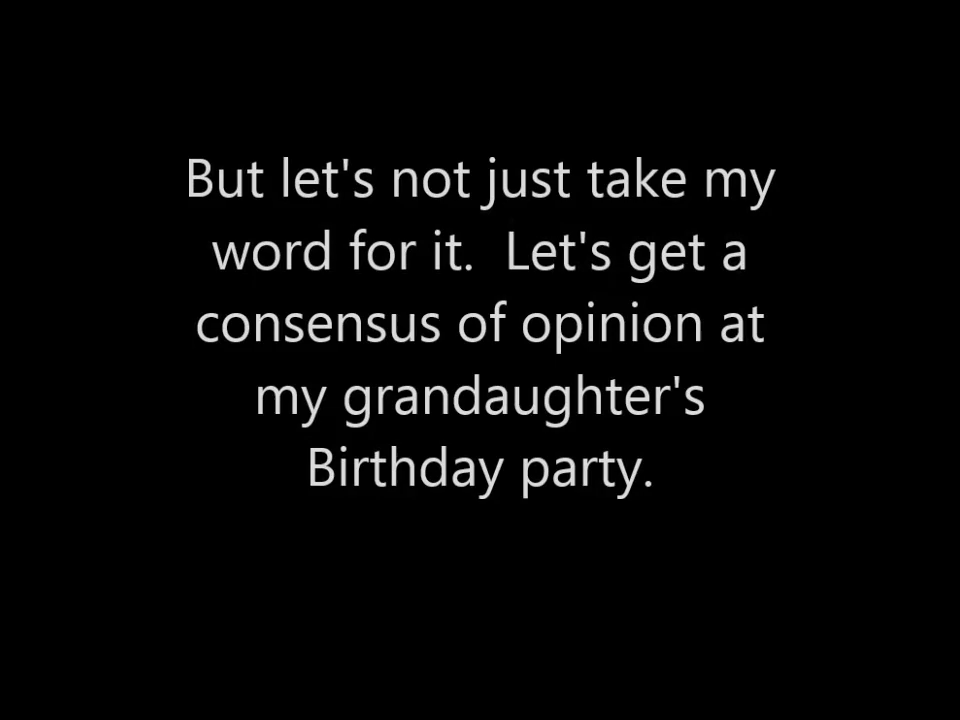 But let's not just take my
word for it.  Let's get a
consensus of opinion at
my grandaughter's
Birthday party.